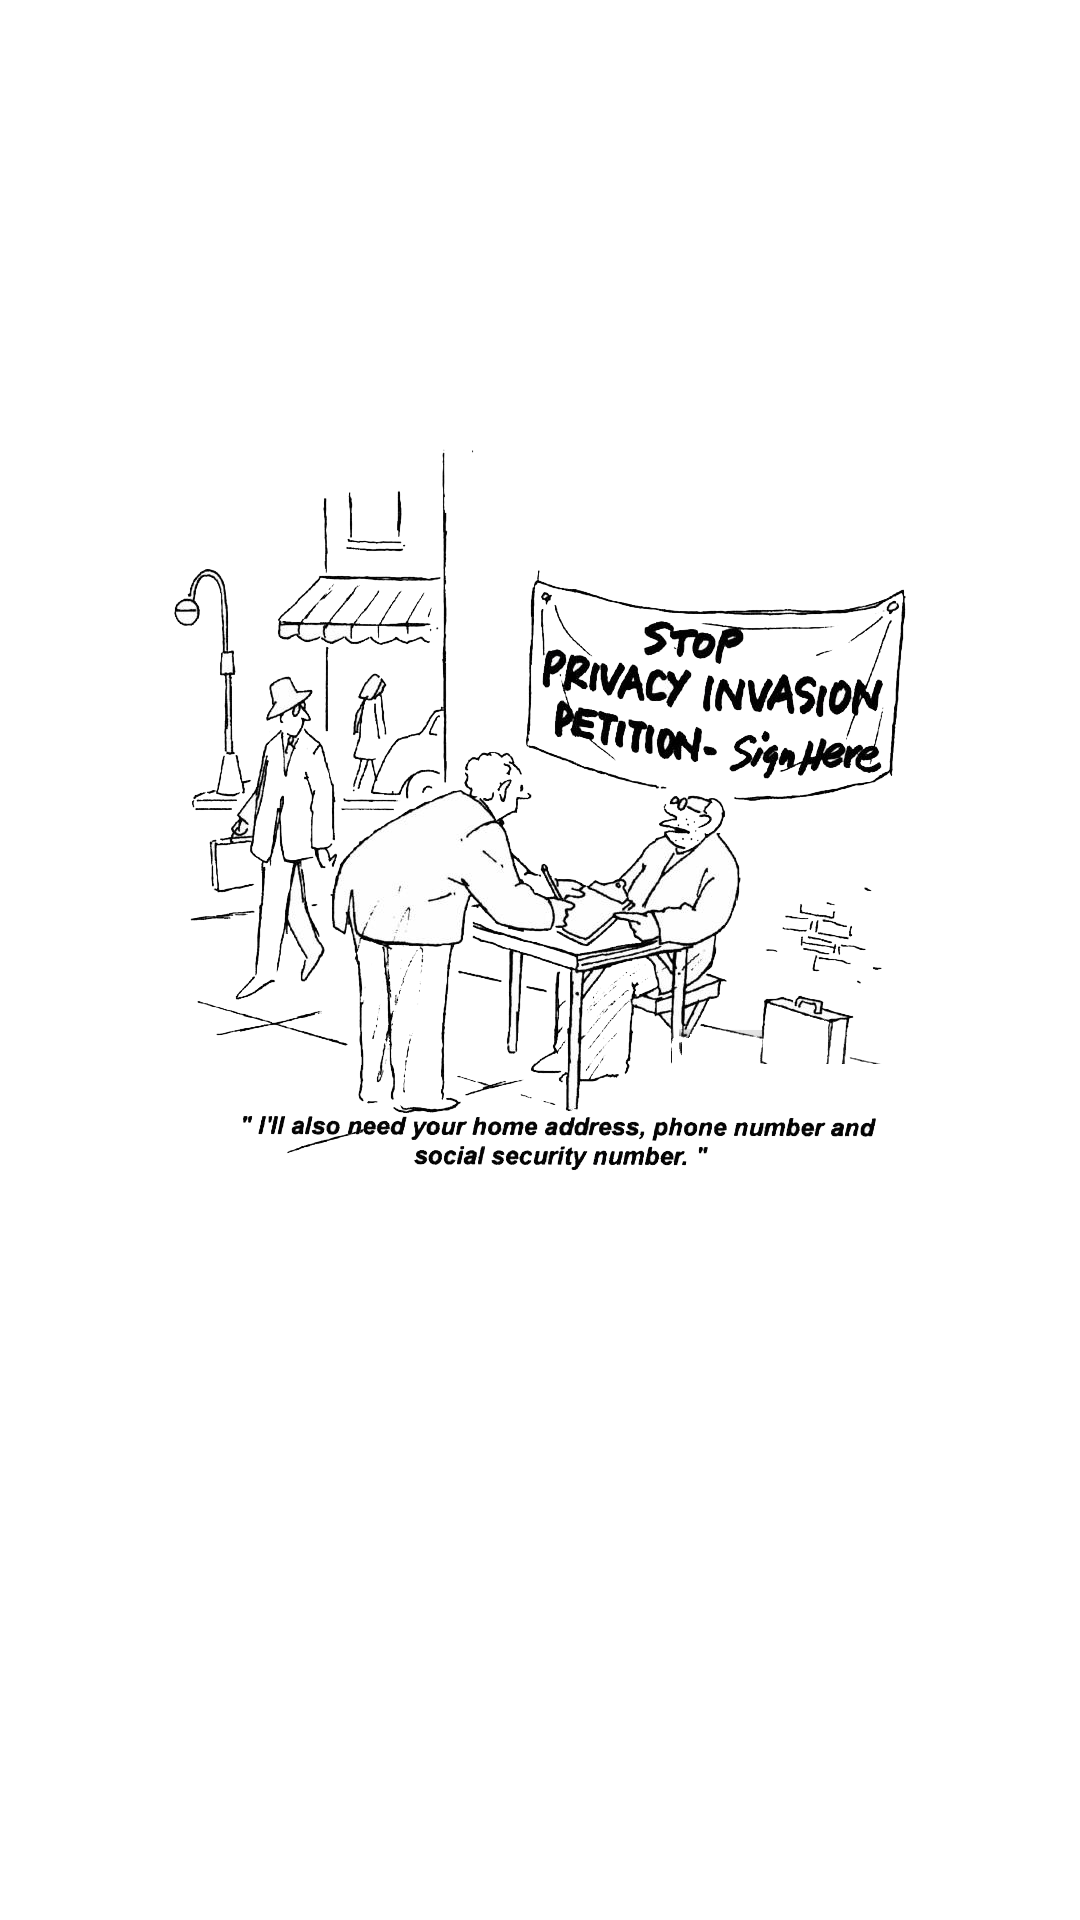 STOP
PRIVACY INVASION
PETITION- Sign Here
" I'll also need your home address, phone number and
social security number. "